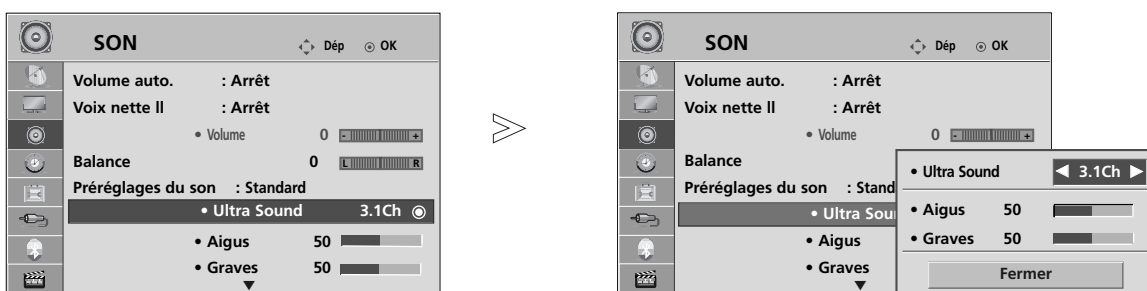 SON Dép OK
Volume auto. : Arrêt
Voix nette ll : Arrêt
• Volume 0 - +
Balance 0 L R
Préréglages du son : Standard
• Ultra Sound 3.1Ch
• Aigus 50
• Graves 50
SON Dép OK
Volume auto. : Arrêt
Voix nette ll : Arrêt
• Volume 0 - +
Balance
Préréglages du son : Stand
• Ultra Sou
• Aigus
• Graves
• Ultra Sound 3.1Ch
• Aigus 50
• Graves 50
Fermer